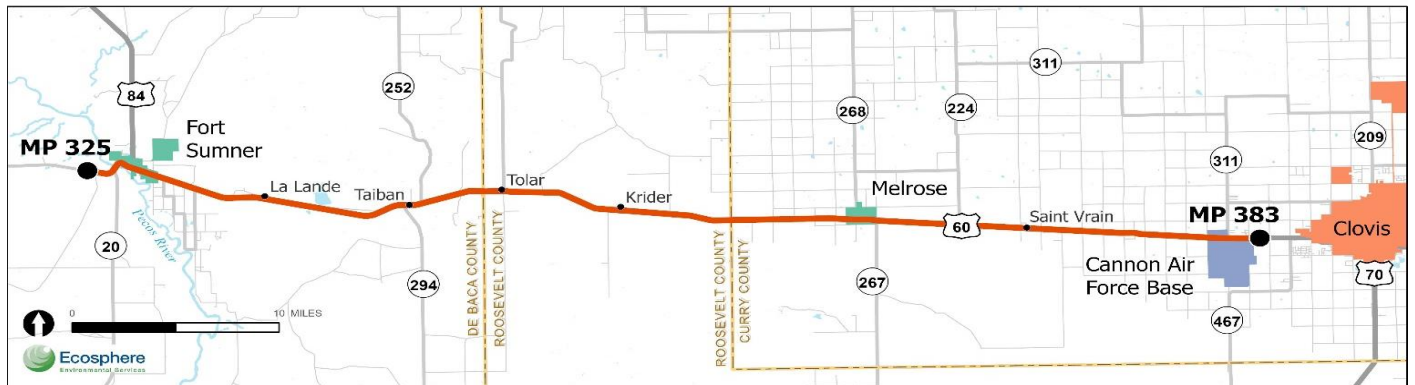 84
252
268
224
311
209
MP 325
Fort
Sumner
La Lande
Taiban
Tolar
Krider
Melrose
60
Saint Vrain
311
MP 383
Clovis
Cannon Air
Force Base
70
Pecos River
20
294
267
467
DE BACA COUNTY
ROOSEVELT COUNTY
ROOSEVELT COUNTY
CURRY COUNTY
0 10 MILES
Ecosphere
Environmental Services